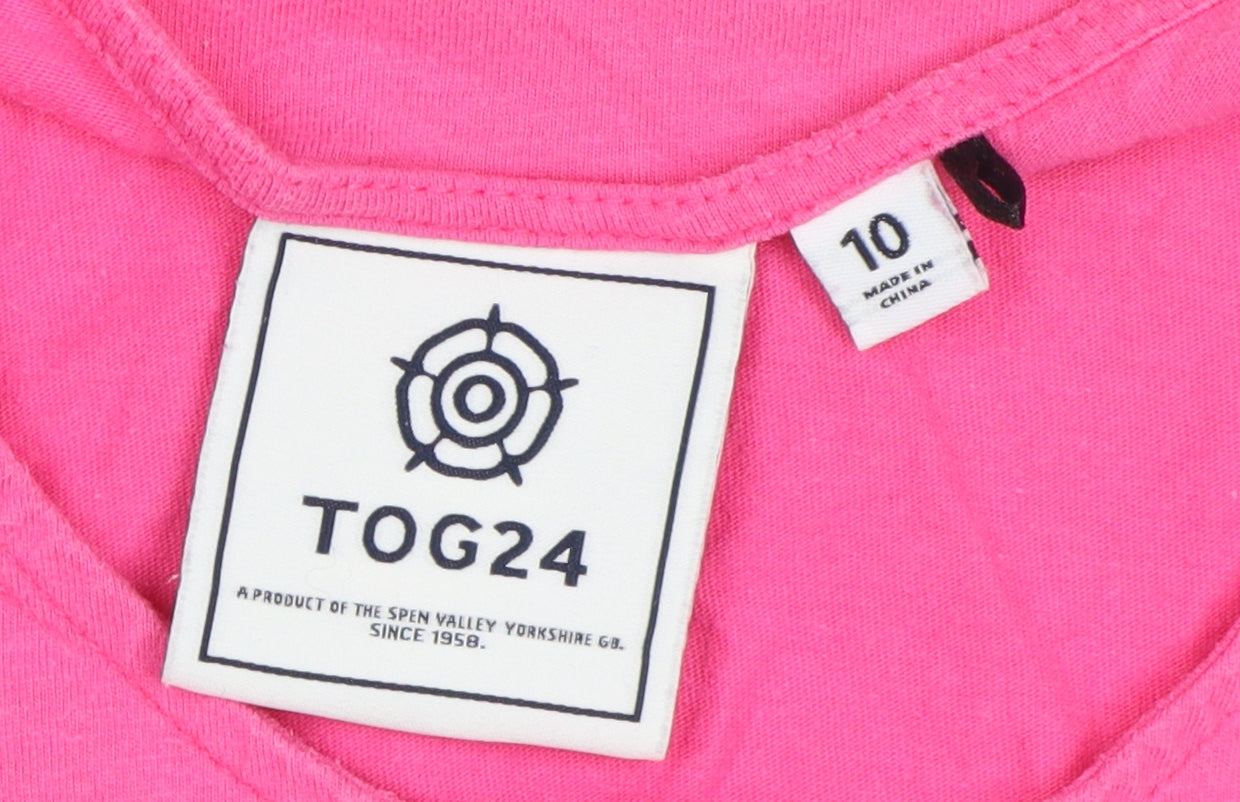 TOG24
A PRODUCT OF THE SPEN VALLEY YORKSHIRE GB.
SINCE 1958.
10
MADE IN
CHINA